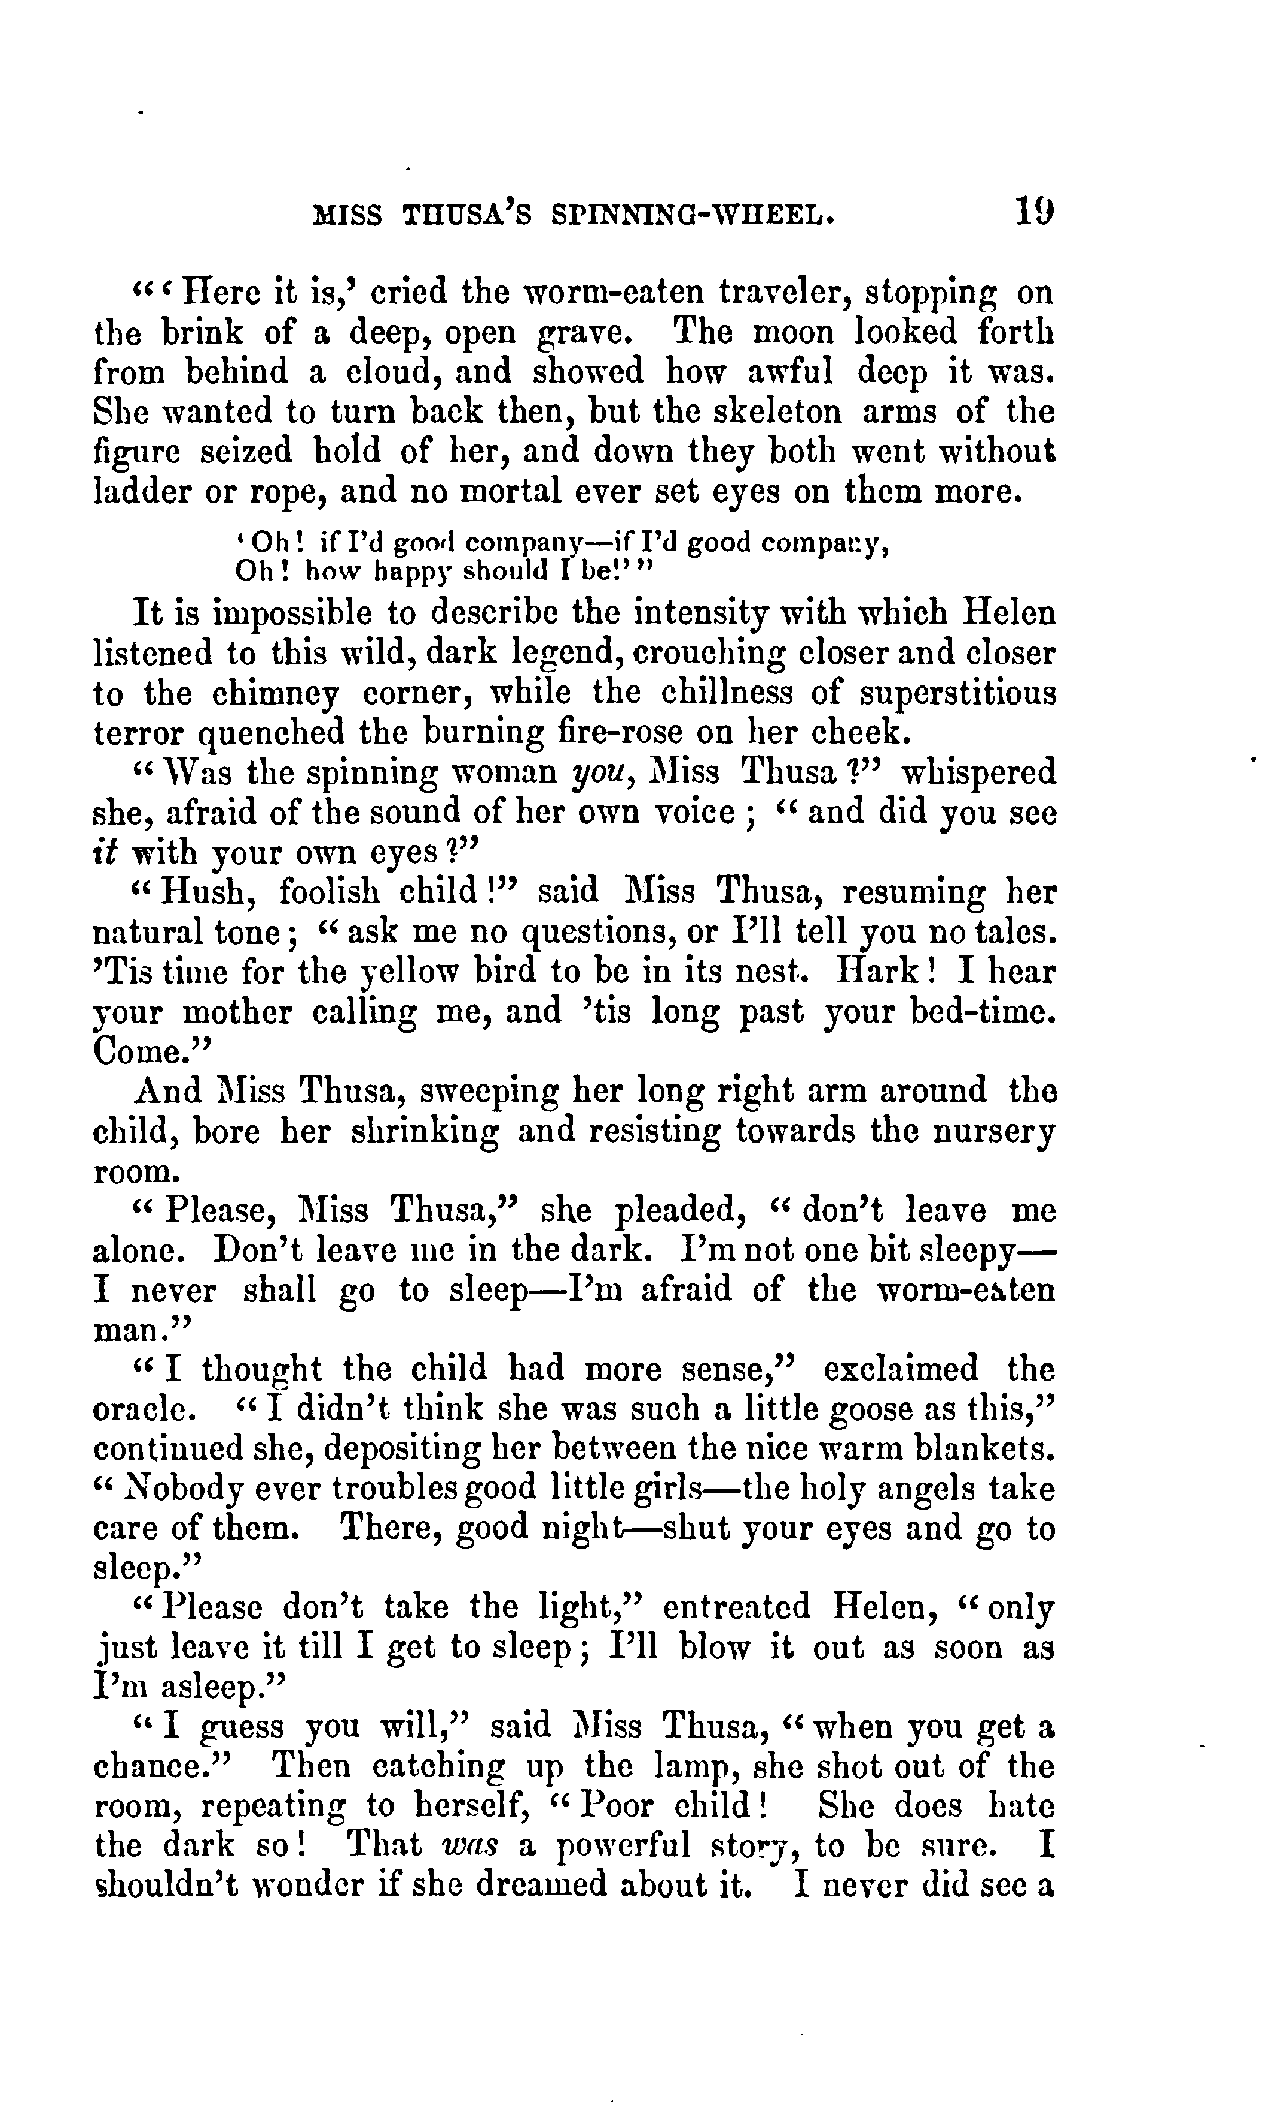 MISS THUSA'S SPINNING-WHEEL. 19
"'Here it is,' cried the worm-eaten traveler, stopping on
the brink of a deep, open grave. The moon looked forth
from behind a cloud, and showed how awful deep it was.
She wanted to turn back then, but the skeleton arms of the
figure seized hold of her, and down they both went without
ladder or rope, and no mortal ever set eyes on them more.
'Oh! if I'd good company—if I'd good company,
Oh! how happy should I be!'"
It is impossible to describe the intensity with which Helen
listened to this wild, dark legend, crouching closer and closer
to the chimney corner, while the chillness of superstitious
terror quenched the burning fire-rose on her cheek.
"Was the spinning woman you, Miss Thusa?" whispered
she, afraid of the sound of her own voice; "and did you see
it with your own eyes?"
"Hush, foolish child!" said Miss Thusa, resuming her
natural tone; "ask me no questions, or I'll tell you no tales.
'Tis time for the yellow bird to be in its nest. Hark! I hear
your mother calling me, and 'tis long past your bed-time.
Come."
And Miss Thusa, sweeping her long right arm around the
child, bore her shrinking and resisting towards the nursery
room.
"Please, Miss Thusa," she pleaded, "don't leave me
alone. Don't leave me in the dark. I'm not one bit sleepy—
I never shall go to sleep—I'm afraid of the worm-eaten
man."
"I thought the child had more sense," exclaimed the
oracle. "I didn't think she was such a little goose as this,"
continued she, depositing her between the nice warm blankets.
"Nobody ever troubles good little girls—the holy angels take
care of them. There, good night—shut your eyes and go to
sleep."
"Please don't take the light," entreated Helen, "only
just leave it till I get to sleep; I'll blow it out as soon as
I'm asleep."
"I guess you will," said Miss Thusa, "when you get a
chance." Then catching up the lamp, she shot out of the
room, repeating to herself, "Poor child! She does hate
the dark so! That was a powerful story, to be sure. I
shouldn't wonder if she dreamed about it. I never did see a